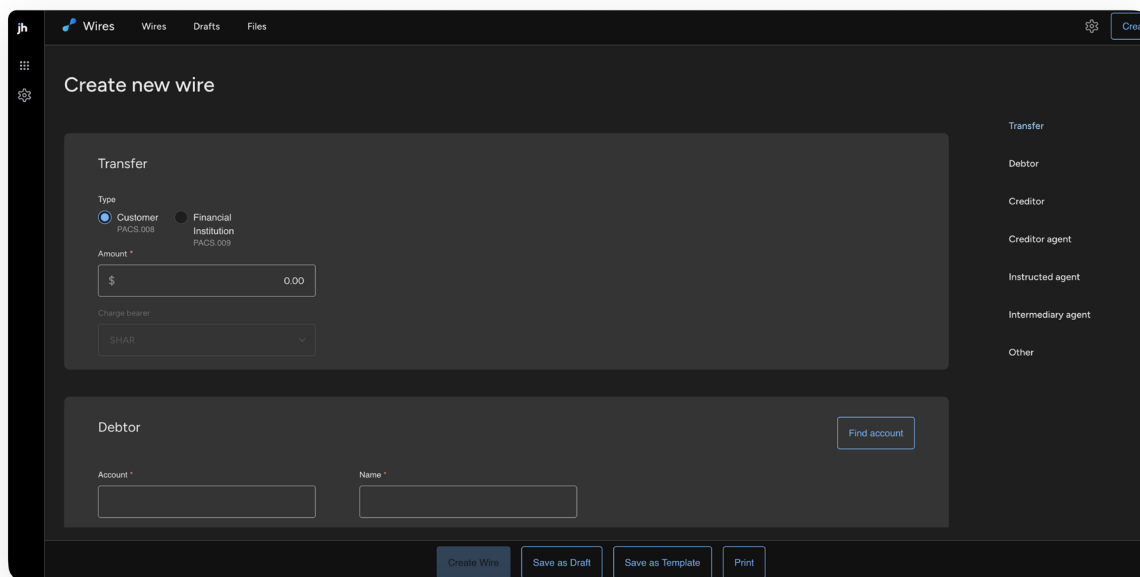 jh
Wires Wires Drafts Files
Create new wire
Transfer
Type
Customer
PACS.008
Financial
Institution
PACS.009
Amount *
$ 0.00
Charge bearer
SHAR
Debtor
Find account
Account *
Name *
Transfer
Debtor
Creditor
Creditor agent
Instructed agent
Intermediary agent
Other
Create Wire
Save as Draft
Save as Template
Print